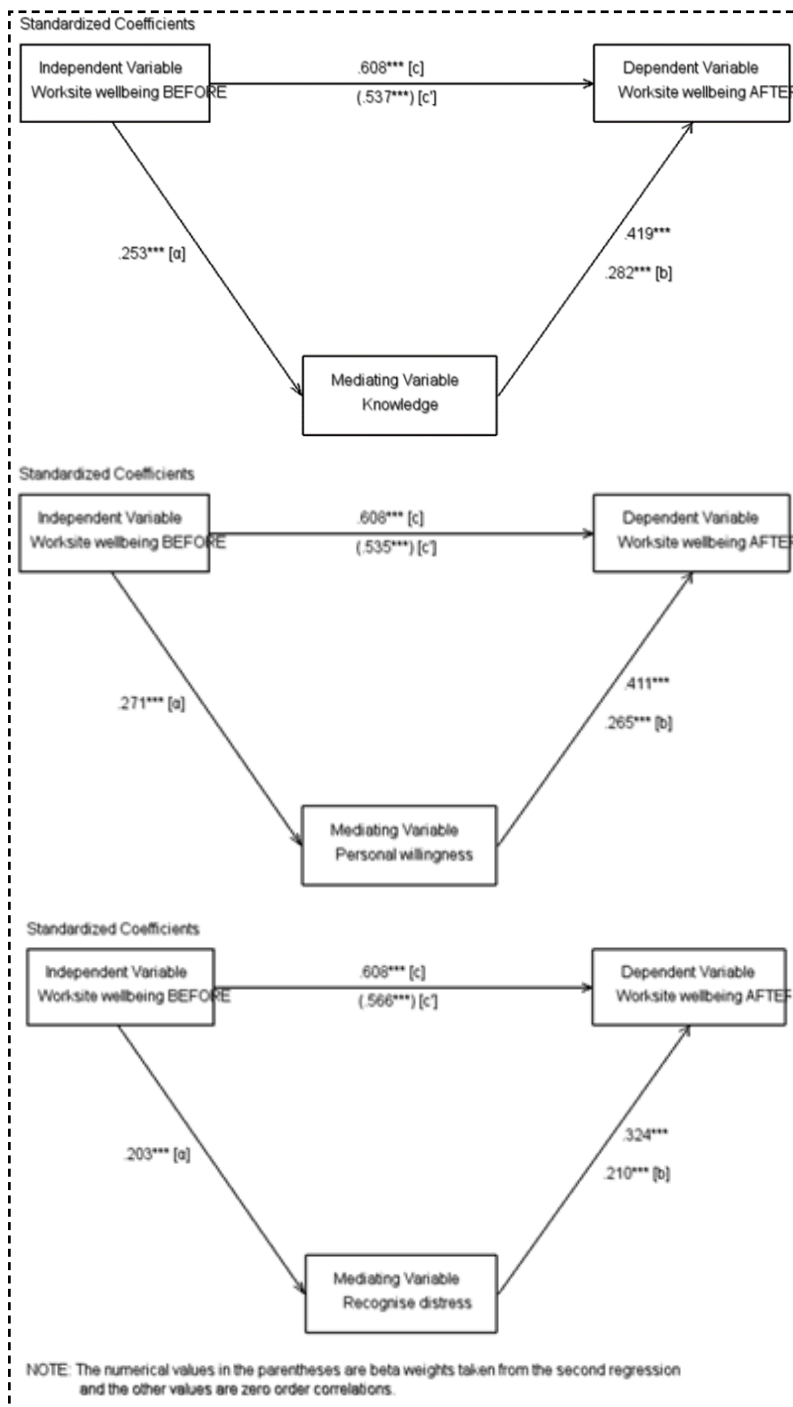 Standardized Coefficients
Independent Variable
Worksite wellbeing BEFORE
.608*** [c]
(.537***) [c']
Dependent Variable
Worksite wellbeing AFTER
.253*** [α]
.419***
.282*** [b]
Mediating Variable
Knowledge
Standardized Coefficients
Independent Variable
Worksite wellbeing BEFORE
.608*** [c]
(.535***) [c']
Dependent Variable
Worksite wellbeing AFTER
.271*** [α]
.411***
.265*** [b]
Mediating Variable
Personal willingness
Standardized Coefficients
Independent Variable
Worksite wellbeing BEFORE
.608*** [c]
(.566***) [c']
Dependent Variable
Worksite wellbeing AFTER
.203*** [α]
.324***
.210*** [b]
Mediating Variable
Recognise distress
NOTE: The numerical values in the parentheses are beta weights taken from the second regression
and the other values are zero order correlations.